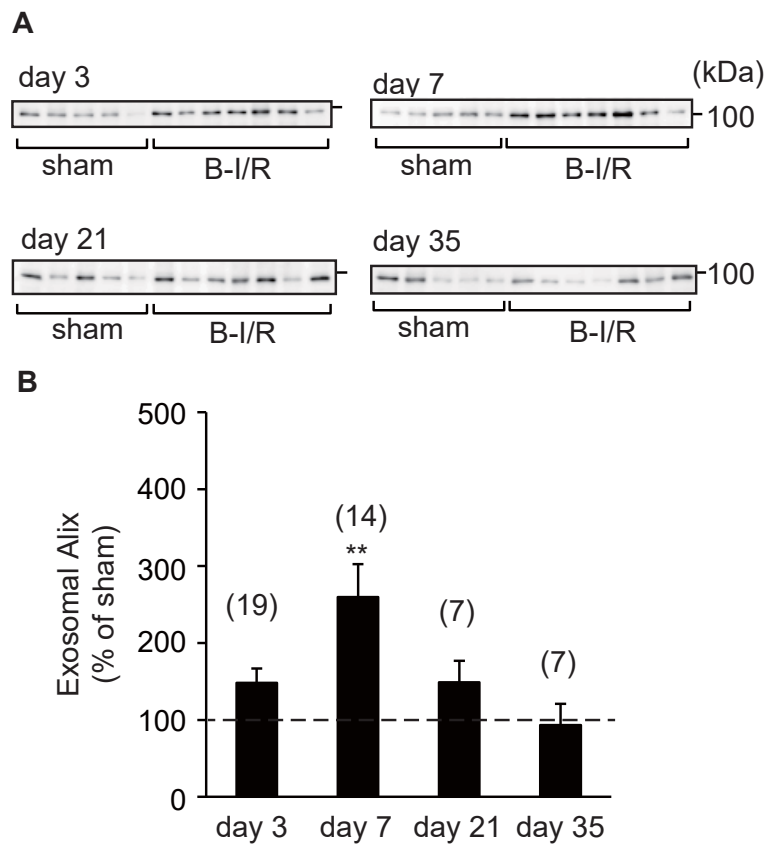 A
day 3
day 7
(kDa)
100
sham
B-I/R
sham
B-I/R
day 21
day 35
100
sham
B-I/R
sham
B-I/R
B
Exosomal Alix
(% of sham)
500
400
300
200
100
0
(19)
(14)
**
(7)
(7)
day 3
day 7
day 21
day 35